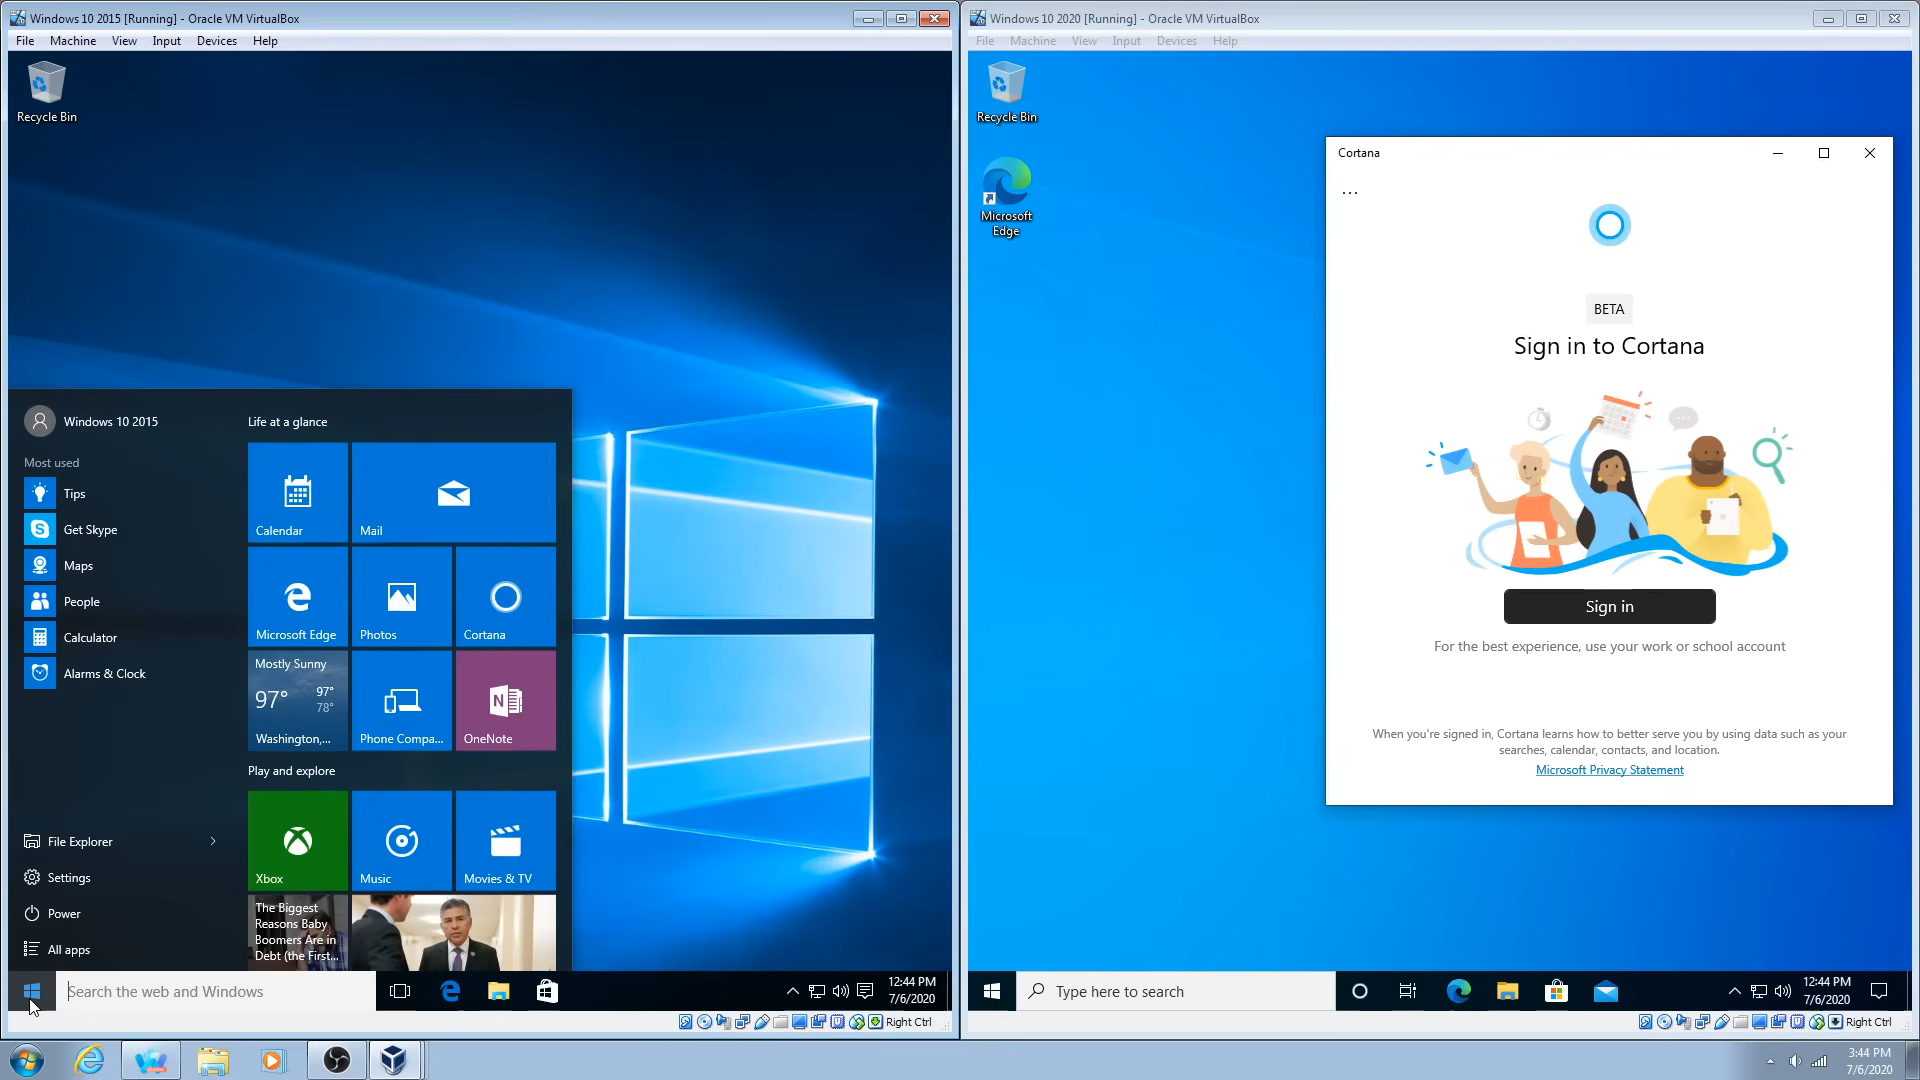 Windows 10 2015 [Running] - Oracle VM VirtualBox
File Machine View Input Devices Help
Recycle Bin
Windows 10 2015
Most used
Tips
Get Skype
Maps
People
Calculator
Alarms & Clock
File Explorer
Settings
Power
All apps
Life at a glance
Calendar
Mail
Microsoft Edge
Photos
Cortana
Mostly Sunny
97°
97°
78°
Washington,...
Phone Compa...
N
OneNote
Play and explore
Xbox
Music
Movies & TV
The Biggest
Reasons Baby
Boomers Are in
Debt (the First...
Search the web and Windows
12:44 PM
7/6/2020
Right Ctrl
Windows 10 2020 [Running] - Oracle VM VirtualBox
File Machine View Input Devices Help
Recycle Bin
Microsoft
Edge
Cortana
...
BETA
Sign in to Cortana
Sign in
For the best experience, use your work or school account
When you're signed in, Cortana learns how to better serve you by using data such as your
searches, calendar, contacts, and location.
Microsoft Privacy Statement
Type here to search
12:44 PM
7/6/2020
Right Ctrl
3:44 PM
7/6/2020